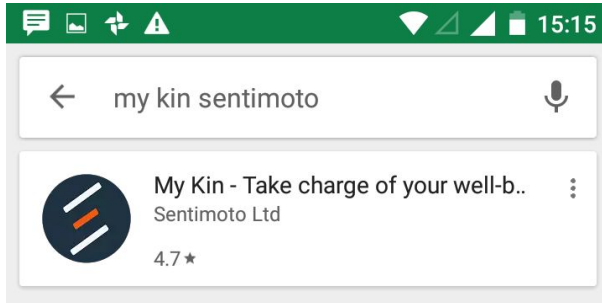 15:15
my kin sentimoto
My Kin - Take charge of your well-b..
Sentimoto Ltd
4.7★